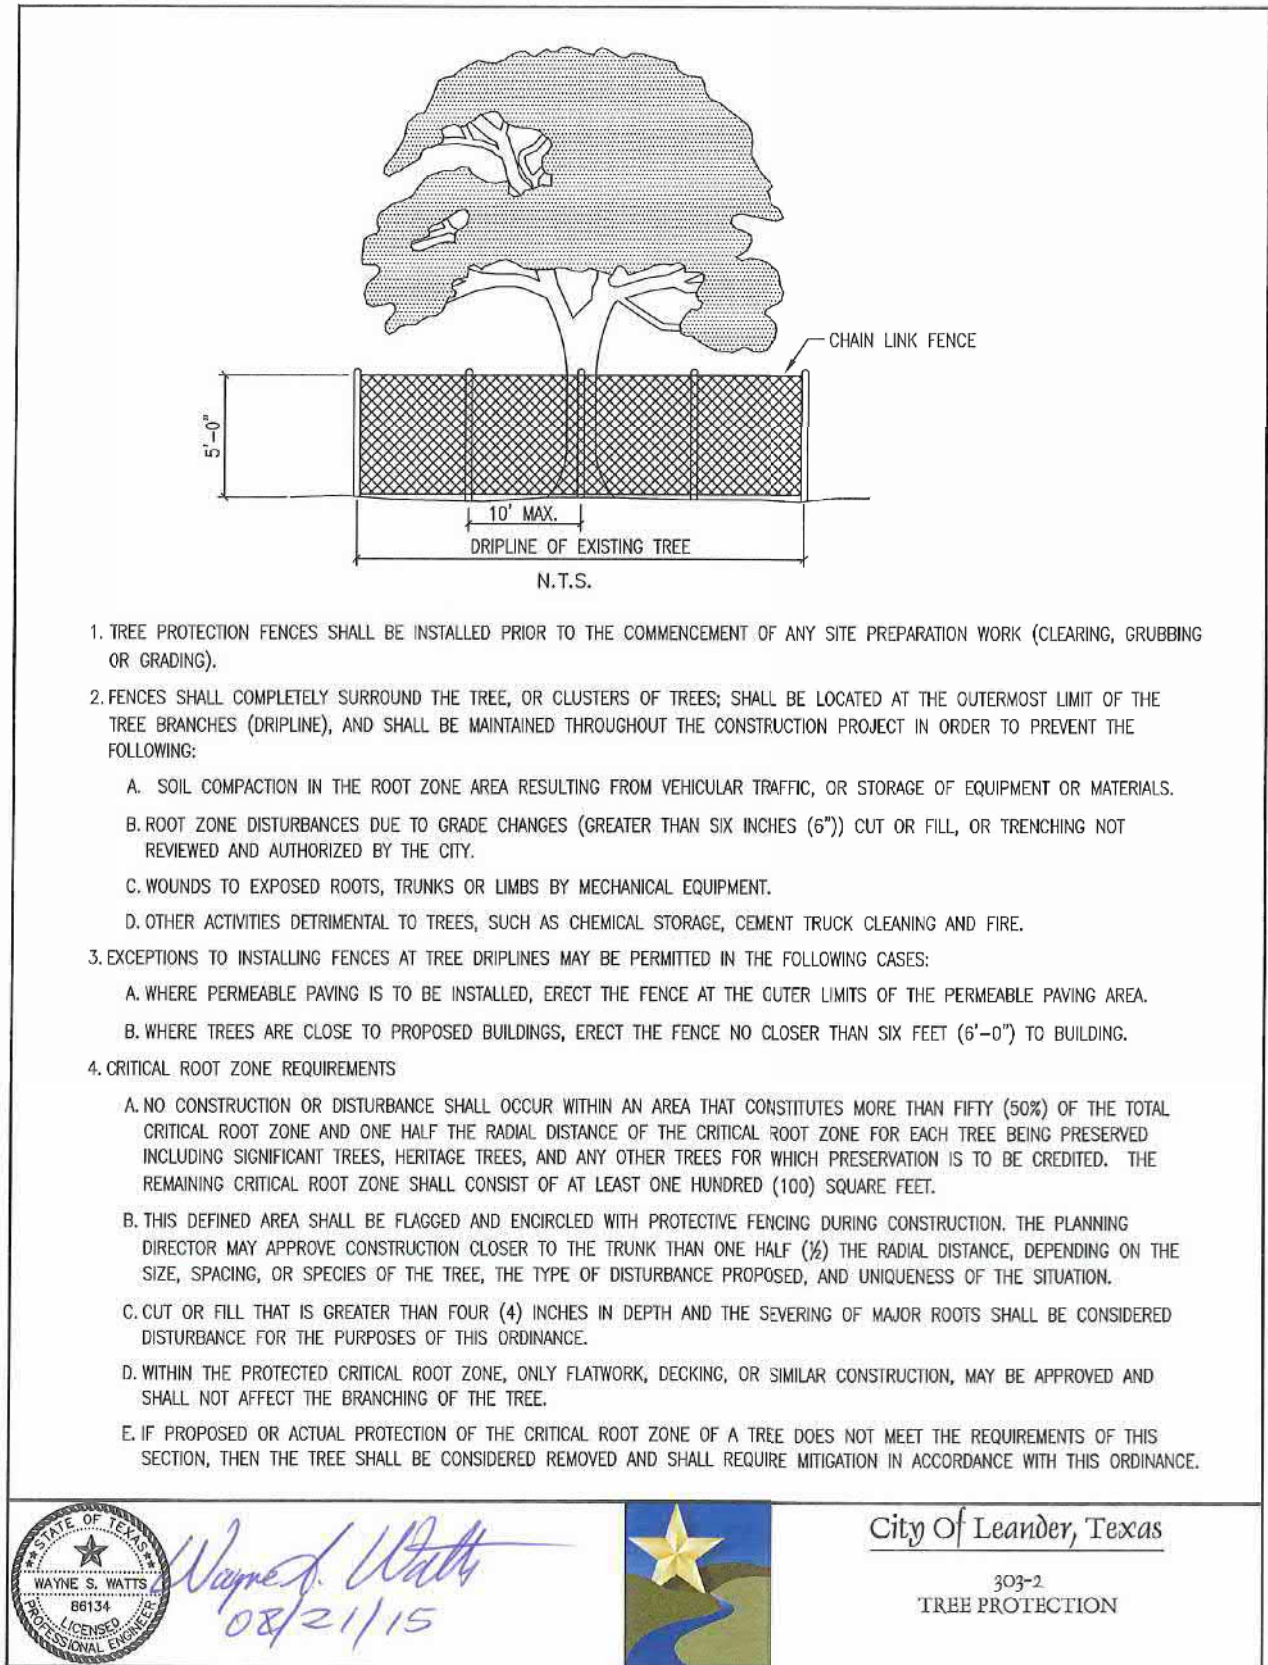 CHAIN LINK FENCE
5'-0"
10' MAX.
DRIPLINE OF EXISTING TREE
N.T.S.
1. TREE PROTECTION FENCES SHALL BE INSTALLED PRIOR TO THE COMMENCEMENT OF ANY SITE PREPARATION WORK (CLEARING, GRUBBING
OR GRADING).
2. FENCES SHALL COMPLETELY SURROUND THE TREE, OR CLUSTERS OF TREES; SHALL BE LOCATED AT THE OUTERMOST LIMIT OF THE
TREE BRANCHES (DRIPLINE), AND SHALL BE MAINTAINED THROUGHOUT THE CONSTRUCTION PROJECT IN ORDER TO PREVENT THE
FOLLOWING:
A. SOIL COMPACTION IN THE ROOT ZONE AREA RESULTING FROM VEHICULAR TRAFFIC, OR STORAGE OF EQUIPMENT OR MATERIALS.
B. ROOT ZONE DISTURBANCES DUE TO GRADE CHANGES (GREATER THAN SIX INCHES (6")) CUT OR FILL, OR TRENCHING NOT
REVIEWED AND AUTHORIZED BY THE CITY.
C. WOUNDS TO EXPOSED ROOTS, TRUNKS OR LIMBS BY MECHANICAL EQUIPMENT.
D. OTHER ACTIVITIES DETRIMENTAL TO TREES, SUCH AS CHEMICAL STORAGE, CEMENT TRUCK CLEANING AND FIRE.
3. EXCEPTIONS TO INSTALLING FENCES AT TREE DRIPLINES MAY BE PERMITTED IN THE FOLLOWING CASES:
A. WHERE PERMEABLE PAVING IS TO BE INSTALLED, ERECT THE FENCE AT THE OUTER LIMITS OF THE PERMEABLE PAVING AREA.
B. WHERE TREES ARE CLOSE TO PROPOSED BUILDINGS, ERECT THE FENCE NO CLOSER THAN SIX FEET (6'-0") TO BUILDING.
4. CRITICAL ROOT ZONE REQUIREMENTS
A. NO CONSTRUCTION OR DISTURBANCE SHALL OCCUR WITHIN AN AREA THAT CONSTITUTES MORE THAN FIFTY (50%) OF THE TOTAL
CRITICAL ROOT ZONE AND ONE HALF THE RADIAL DISTANCE OF THE CRITICAL ROOT ZONE FOR EACH TREE BEING PRESERVED
INCLUDING SIGNIFICANT TREES, HERITAGE TREES, AND ANY OTHER TREES FOR WHICH PRESERVATION IS TO BE CREDITED. THE
REMAINING CRITICAL ROOT ZONE SHALL CONSIST OF AT LEAST ONE HUNDRED (100) SQUARE FEET.
B. THIS DEFINED AREA SHALL BE FLAGGED AND ENCIRCLED WITH PROTECTIVE FENCING DURING CONSTRUCTION. THE PLANNING
DIRECTOR MAY APPROVE CONSTRUCTION CLOSER TO THE TRUNK THAN ONE HALF (½) THE RADIAL DISTANCE, DEPENDING ON THE
SIZE, SPACING, OR SPECIES OF THE TREE, THE TYPE OF DISTURBANCE PROPOSED, AND UNIQUENESS OF THE SITUATION.
C. CUT OR FILL THAT IS GREATER THAN FOUR (4) INCHES IN DEPTH AND THE SEVERING OF MAJOR ROOTS SHALL BE CONSIDERED
DISTURBANCE FOR THE PURPOSES OF THIS ORDINANCE.
D. WITHIN THE PROTECTED CRITICAL ROOT ZONE, ONLY FLATWORK, DECKING, OR SIMILAR CONSTRUCTION, MAY BE APPROVED AND
SHALL NOT AFFECT THE BRANCHING OF THE TREE.
E. IF PROPOSED OR ACTUAL PROTECTION OF THE CRITICAL ROOT ZONE OF A TREE DOES NOT MEET THE REQUIREMENTS OF THIS
SECTION, THEN THE TREE SHALL BE CONSIDERED REMOVED AND SHALL REQUIRE MITIGATION IN ACCORDANCE WITH THIS ORDINANCE.
STATE OF TEXAS
WAYNE S. WATTS
86134
LICENSED
PROFESSIONAL ENGINEER
Wayne S. Watts
08/21/15
City Of Leander, Texas
303-2
TREE PROTECTION